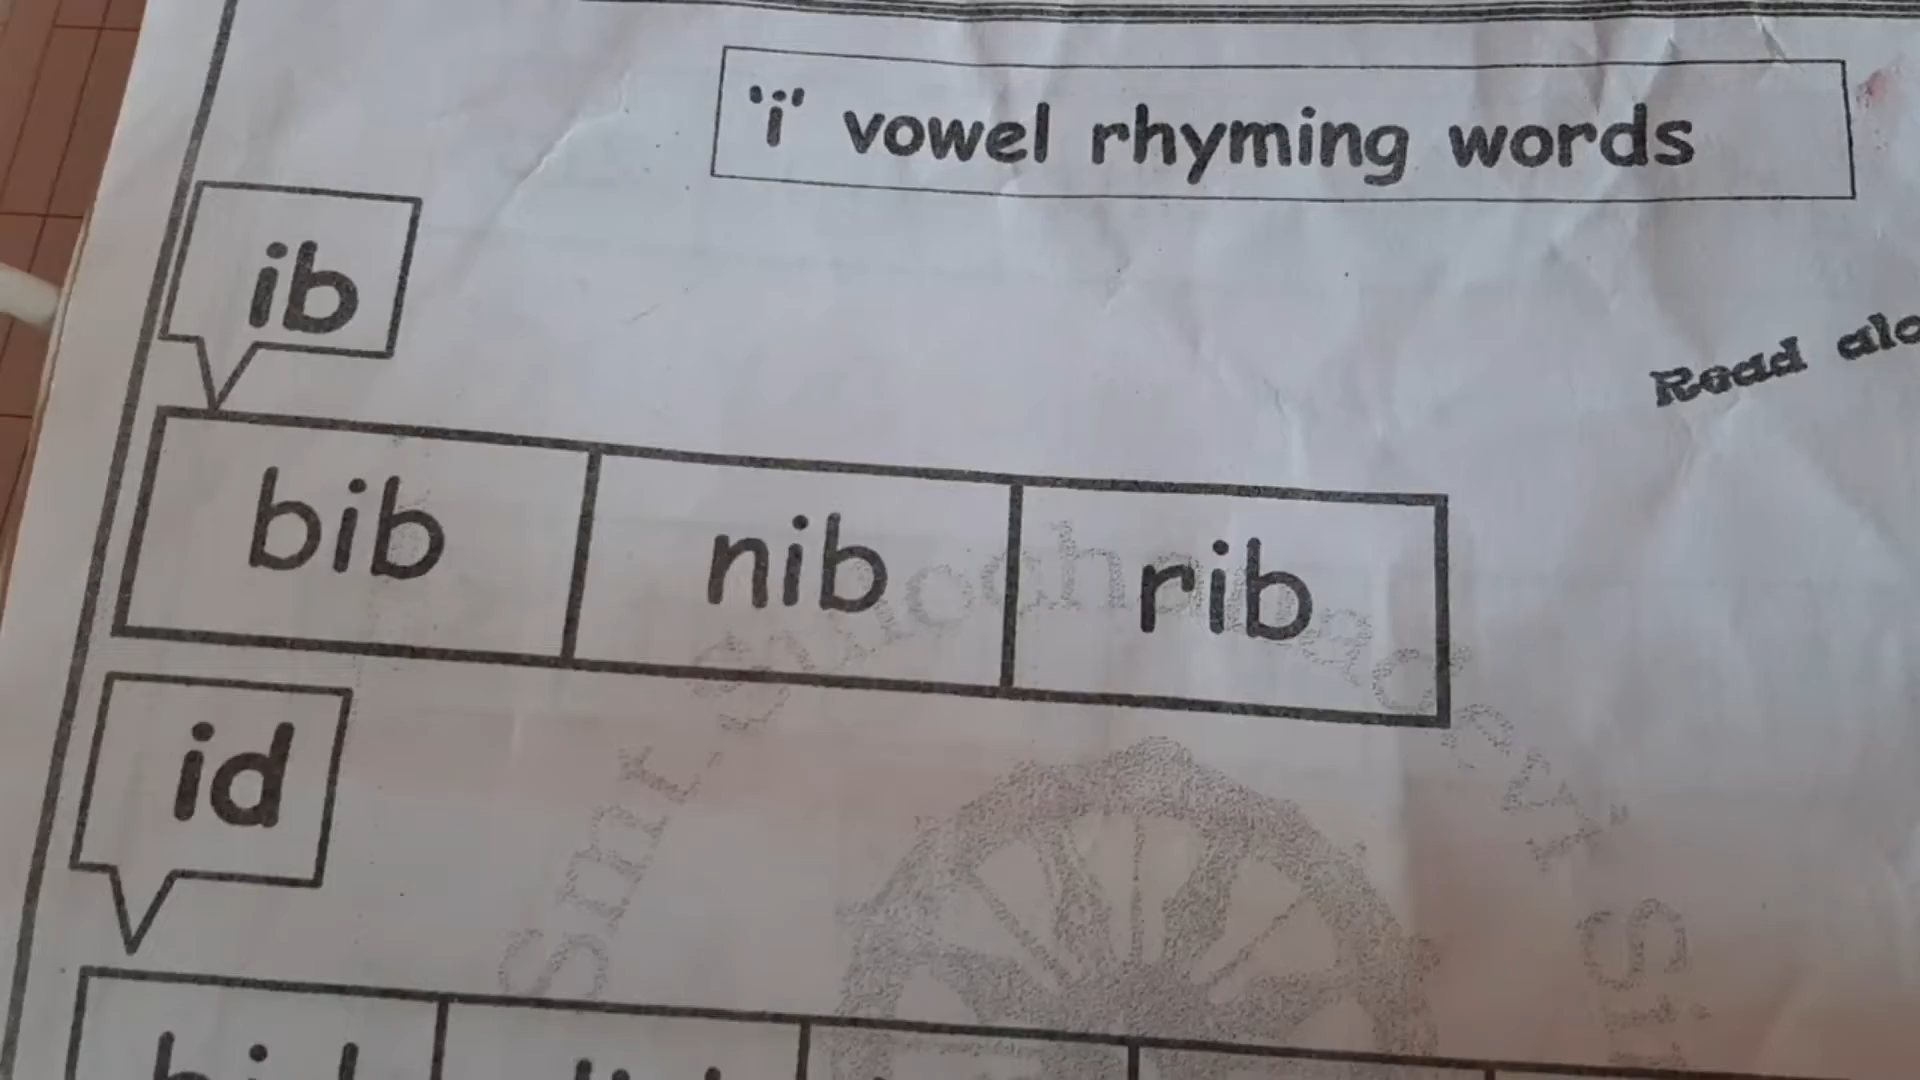 'i' vowel rhyming words
ib
Read
bib nib rib
id